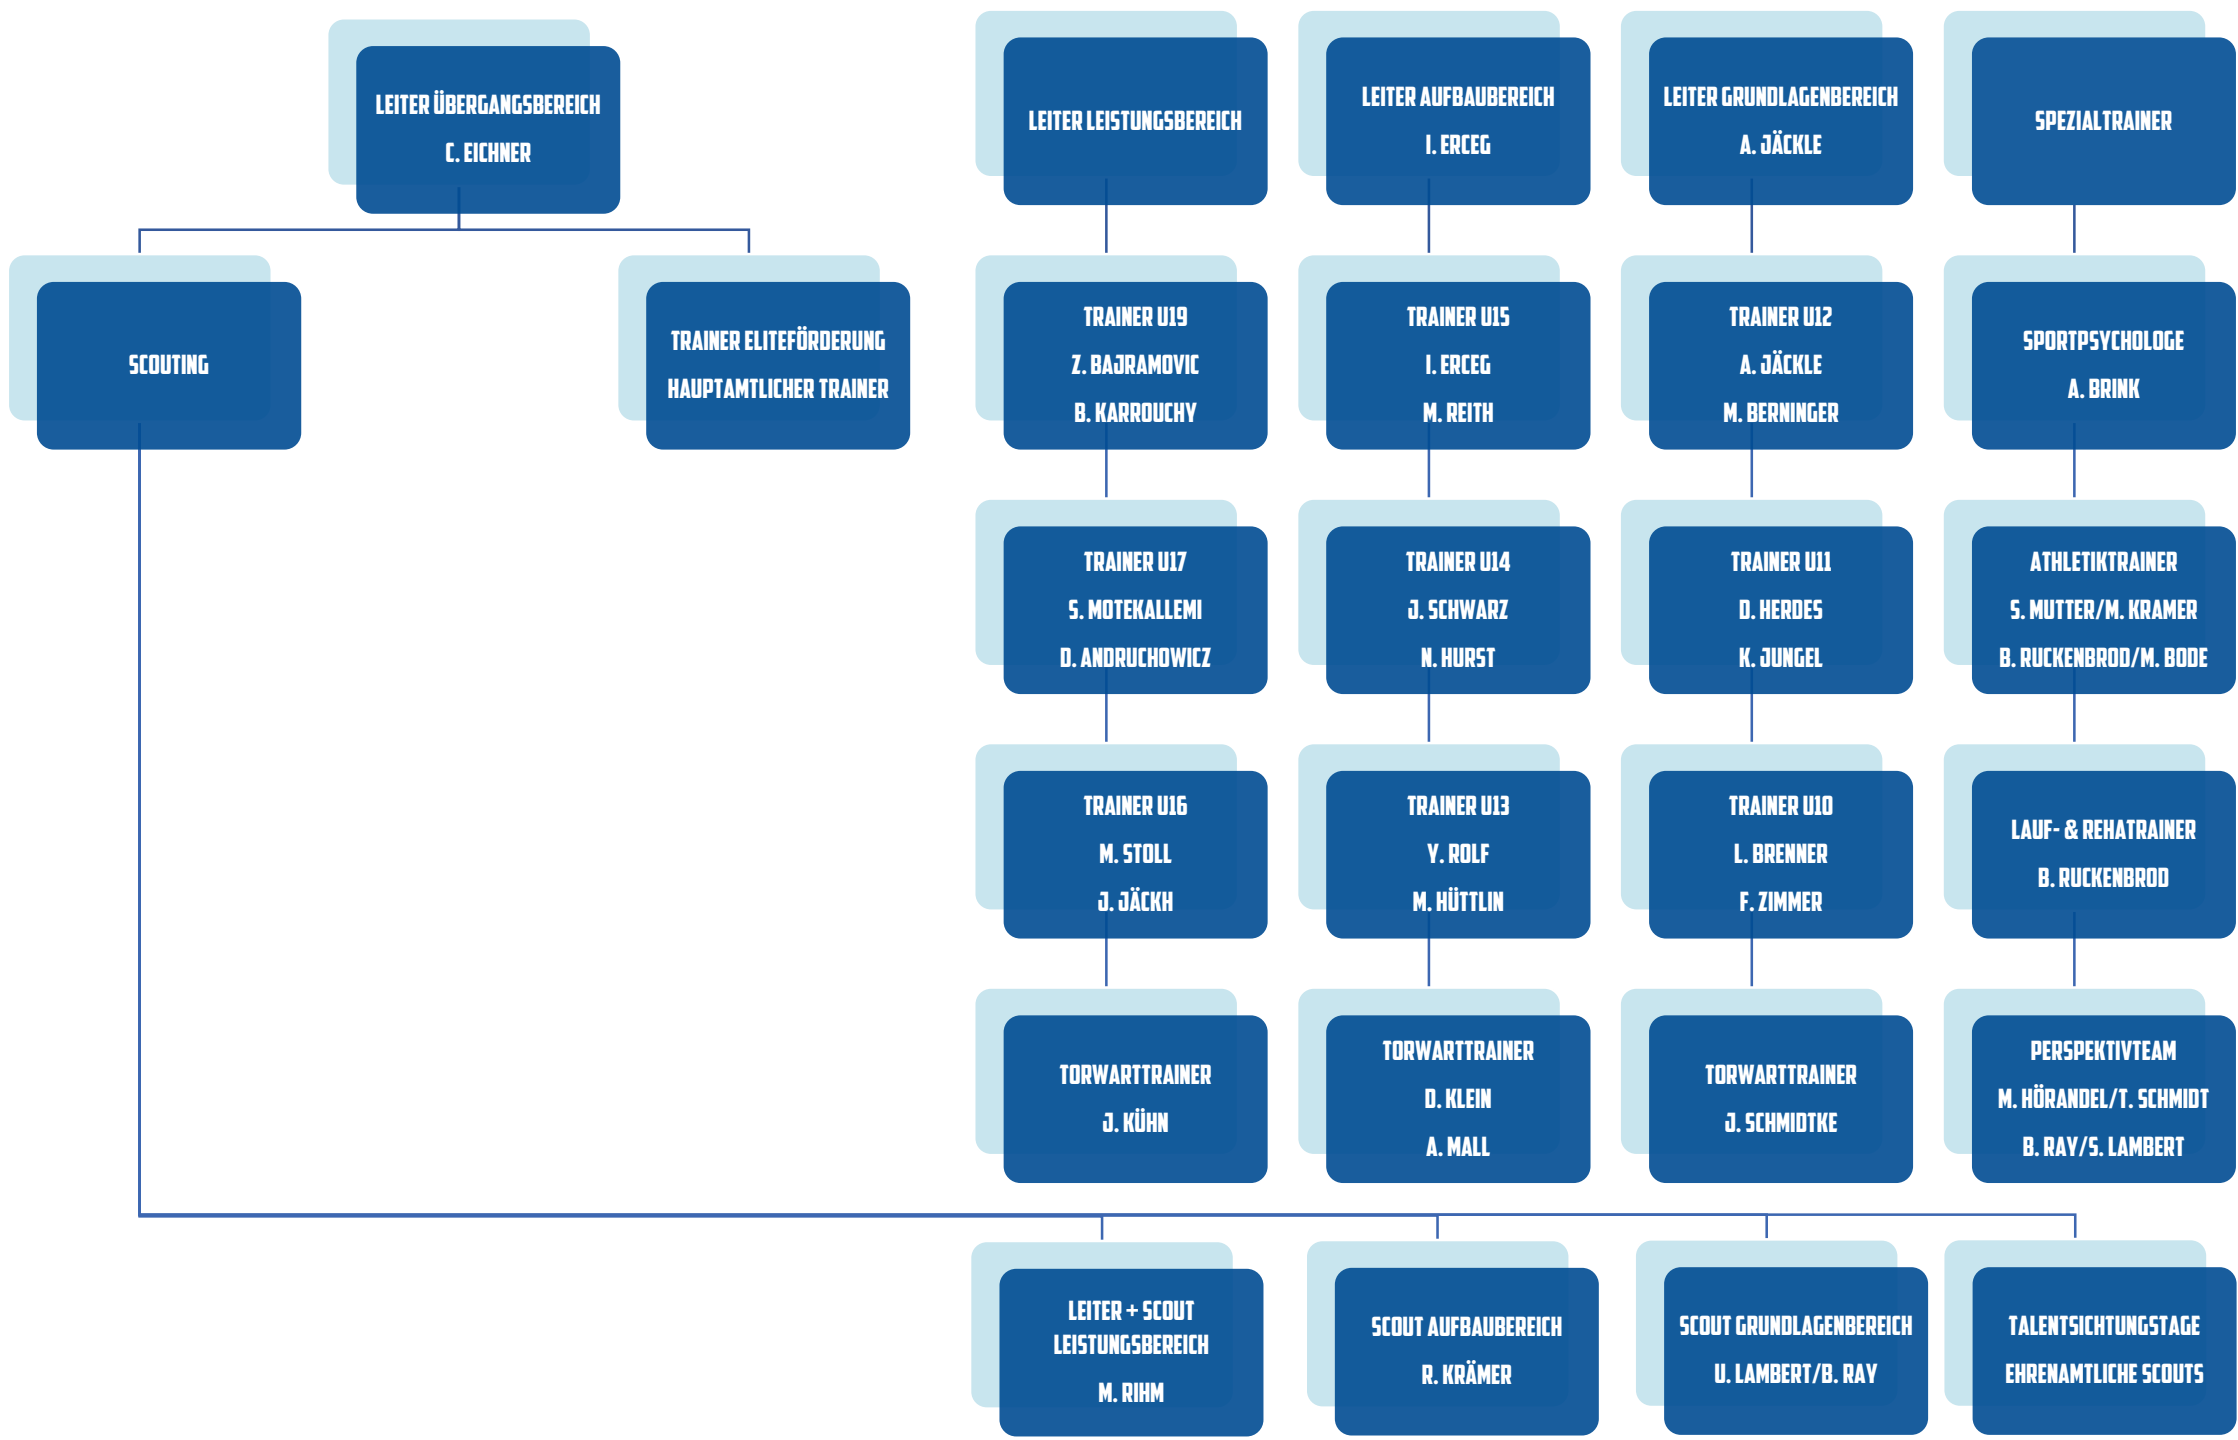 LEITER ÜBERGANGSBEREICH
C. EICHNER
LEITER LEISTUNGSBEREICH
LEITER AUFBAUBEREICH
I. ERCEG
LEITER GRUNDLAGENBEREICH
A. JÄCKLE
SPEZIALTRAINER
SCOUTING
TRAINER ELITEFÖRDERUNG
HAUPTAMTLICHER TRAINER
TRAINER U19
Z. BAJRAMOVIC
B. KARROUCHY
TRAINER U15
I. ERCEG
M. REITH
TRAINER U12
A. JÄCKLE
M. BERNINGER
SPORTPSYCHOLOGE
A. BRINK
TRAINER U17
S. MOTEKALLEMI
D. ANDRUCHOWICZ
TRAINER U14
J. SCHWARZ
N. HURST
TRAINER U11
D. HERDES
K. JUNGEL
ATHLETIKTRAINER
S. MUTTER/M. KRAMER
B. RUCKENBROD/M. BODE
TRAINER U16
M. STOLL
J. JÄCKH
TRAINER U13
Y. ROLF
M. HÜTTLIN
TRAINER U10
L. BRENNER
F. ZIMMER
LAUF- & REHATRAINER
B. RUCKENBROD
TORWARTTRAINER
J. KÜHN
TORWARTTRAINER
D. KLEIN
A. MALL
TORWARTTRAINER
J. SCHMIDTKE
PERSPEKTIVTEAM
M. HÖRANDEL/T. SCHMIDT
B. RAY/S. LAMBERT
LEITER + SCOUT
LEISTUNGSBEREICH
M. RIHM
SCOUT AUFBAUBEREICH
R. KRÄMER
SCOUT GRUNDLAGENBEREICH
U. LAMBERT/B. RAY
TALENTSICHTUNGSTAGE
EHRENAMTLICHE SCOUTS